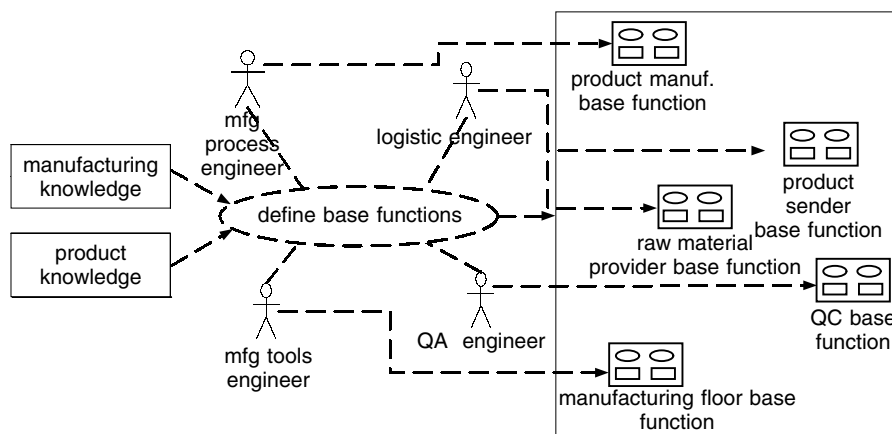 product manuf.
base function
mfg
process
engineer
logistic engineer
manufacturing
knowledge
define base functions
product
sender
base function
product
knowledge
raw material
provider base function
QC base
function
QA engineer
mfg tools
engineer
manufacturing floor base
function